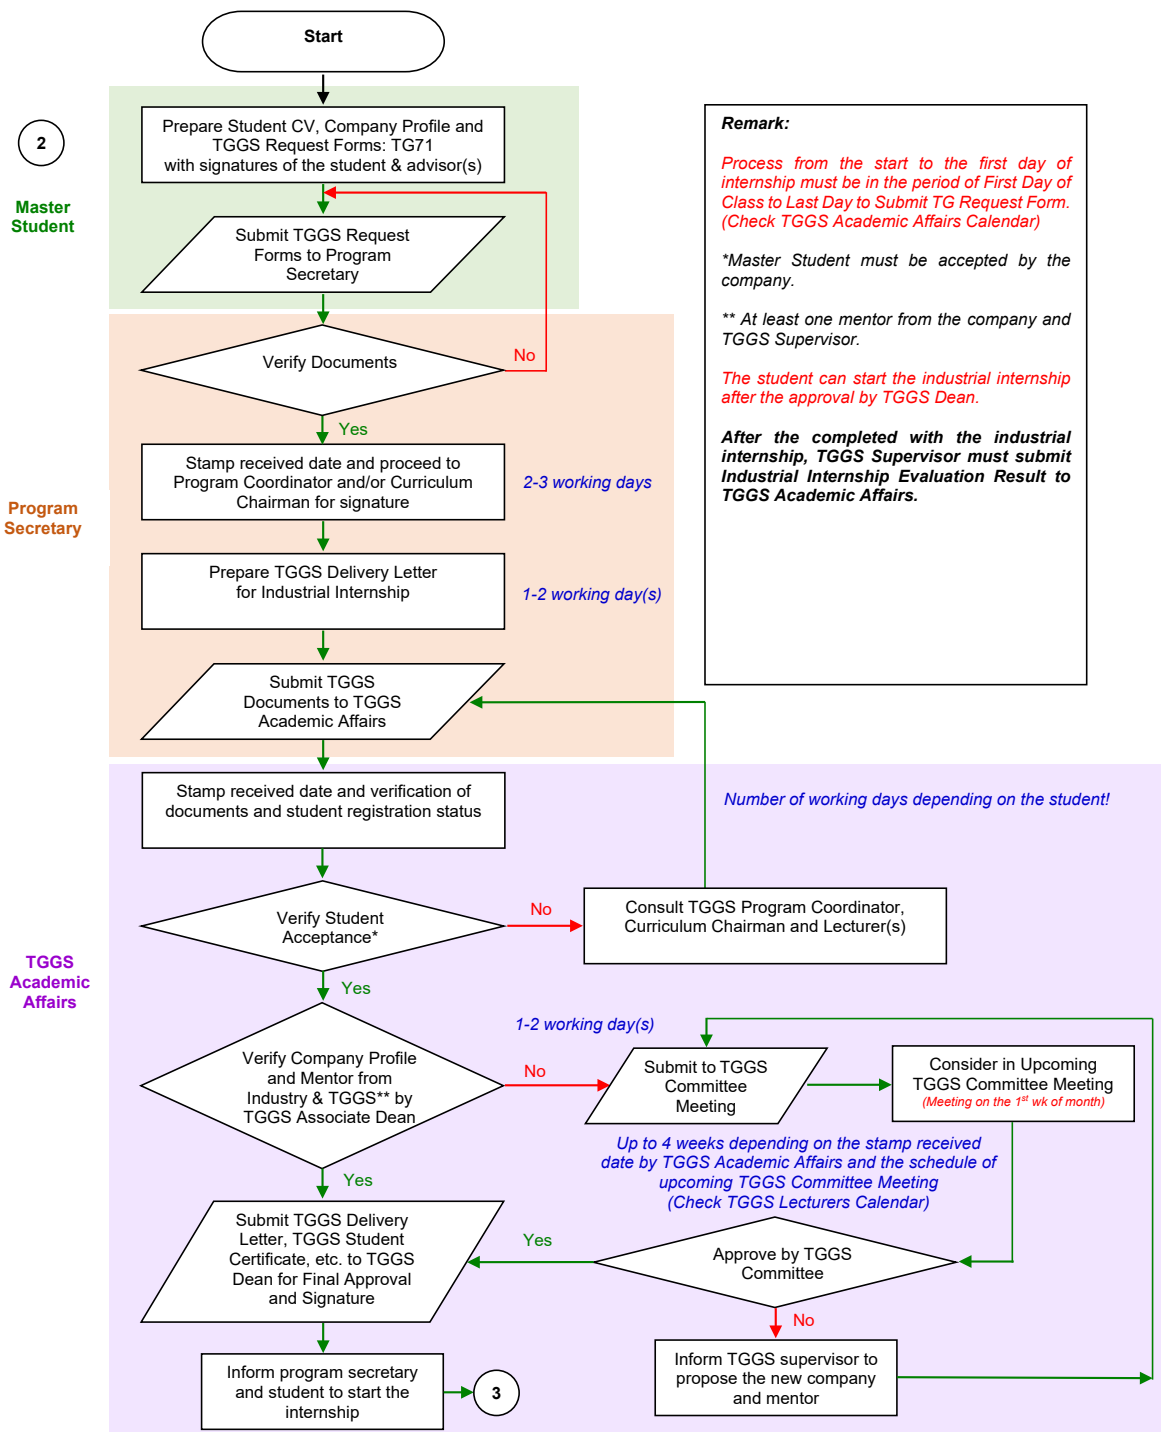 Start
2
Master
Student
Prepare Student CV, Company Profile and
TGGS Request Forms: TG71
with signatures of the student & advisor(s)
Submit TGGS Request
Forms to Program
Secretary
Remark:
Process from the start to the first day of
internship must be in the period of First Day of
Class to Last Day to Submit TG Request Form.
(Check TGGS Academic Affairs Calendar)
*Master Student must be accepted by the
company.
** At least one mentor from the company and
TGGS Supervisor.
The student can start the industrial internship
after the approval by TGGS Dean.
After the completed with the industrial
internship, TGGS Supervisor must submit
Industrial Internship Evaluation Result to
TGGS Academic Affairs.
Program
Secretary
Verify Documents
No
Yes
Stamp received date and proceed to
Program Coordinator and/or Curriculum
Chairman for signature
2-3 working days
Prepare TGGS Delivery Letter
for Industrial Internship
1-2 working day(s)
Submit TGGS
Documents to TGGS
Academic Affairs
TGGS
Academic
Affairs
Stamp received date and verification of
documents and student registration status
Number of working days depending on the student!
Verify Student
Acceptance*
No
Consult TGGS Program Coordinator,
Curriculum Chairman and Lecturer(s)
Yes
Verify Company Profile
and Mentor from
Industry & TGGS** by
TGGS Associate Dean
No
1-2 working day(s)
Submit to TGGS
Committee
Meeting
Consider in Upcoming
TGGS Committee Meeting
(Meeting on the 1st wk of month)
Up to 4 weeks depending on the stamp received
date by TGGS Academic Affairs and the schedule of
upcoming TGGS Committee Meeting
(Check TGGS Lecturers Calendar)
Yes
Submit TGGS Delivery
Letter, TGGS Student
Certificate, etc. to TGGS
Dean for Final Approval
and Signature
Yes
Approve by TGGS
Committee
No
Inform program secretary
and student to start the
internship
3
Inform TGGS supervisor to
propose the new company
and mentor